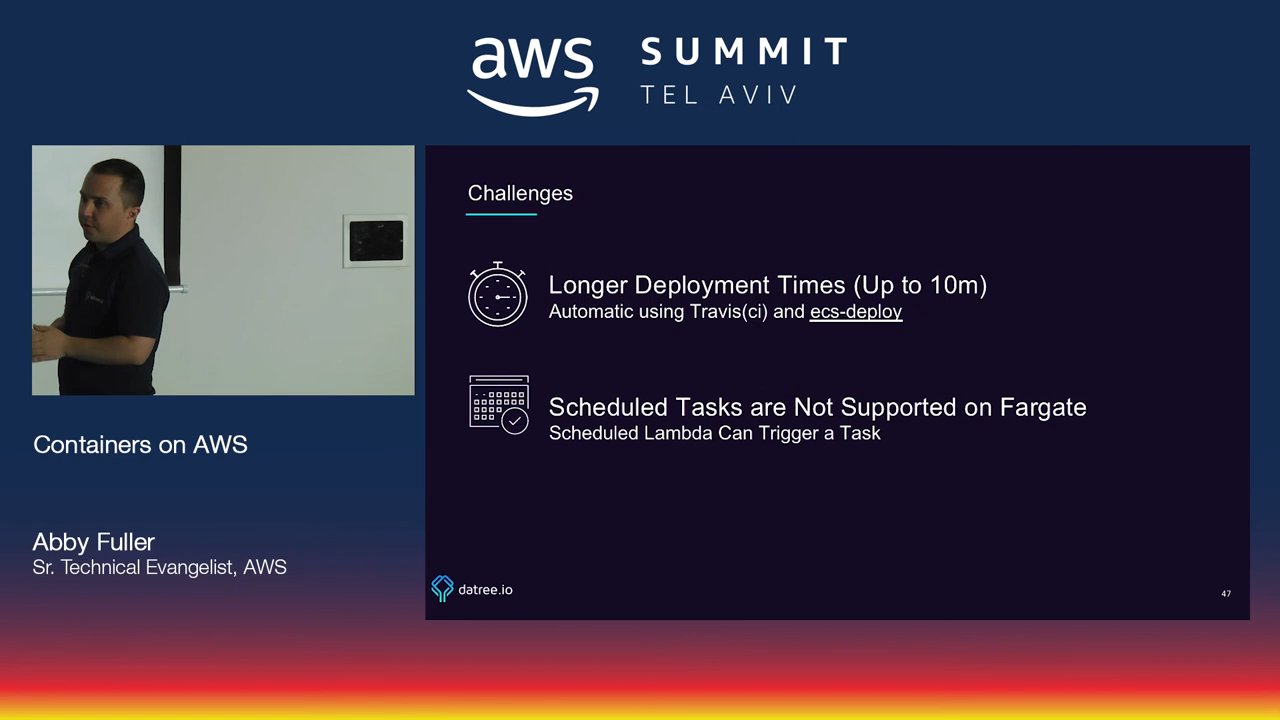 aws SUMMIT
TEL AVIV
Challenges
Longer Deployment Times (Up to 10m)
Automatic using Travis(ci) and ecs-deploy
Scheduled Tasks are Not Supported on Fargate
Scheduled Lambda Can Trigger a Task
Containers on AWS
Abby Fuller
Sr. Technical Evangelist, AWS
datree.io
47